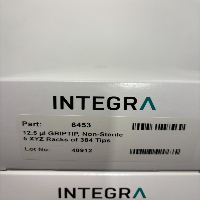 INTEGRA
Part: 6453
12.5 µl GRIPTIP, Non-Sterile
5 XYZ Racks of 384 Tips
Lot No: 40912
INTEGRA